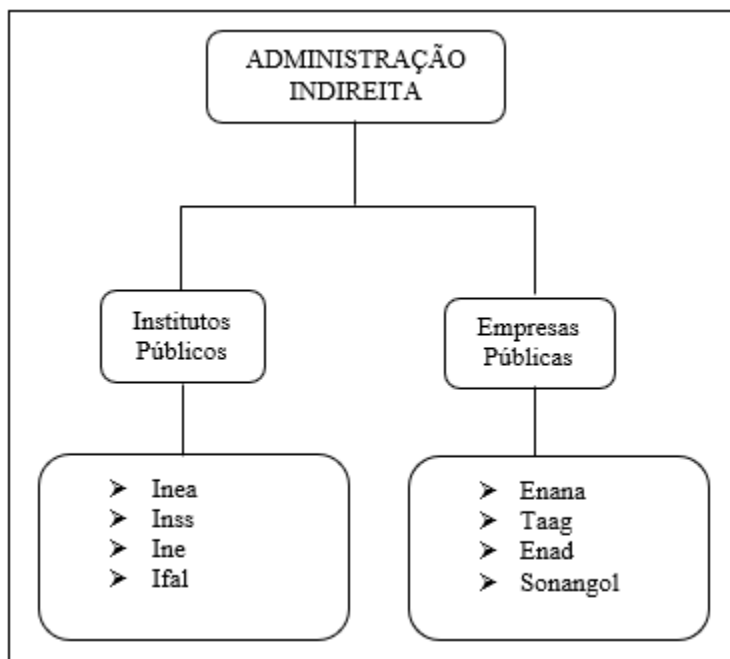 ADMINISTRAÇÃO
INDIREITA
Institutos
Públicos
Empresas
Públicas
➤ Inea
➤ Inss
➤ Ine
➤ Ifal
➤ Enana
➤ Taag
➤ Enad
➤ Sonangol